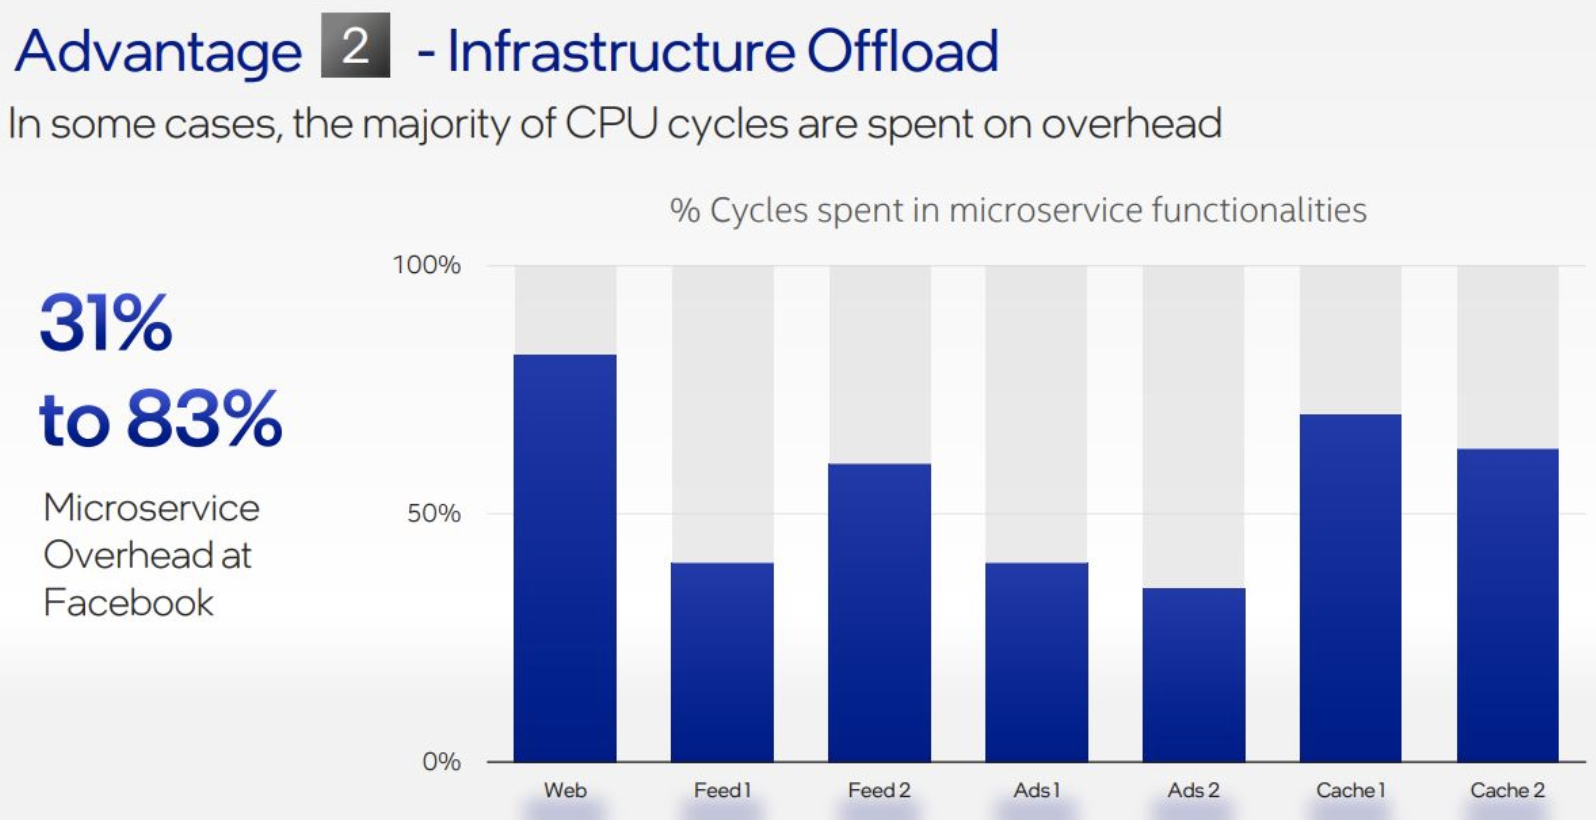 Advantage 2 - Infrastructure Offload
In some cases, the majority of CPU cycles are spent on overhead
% Cycles spent in microservice functionalities
31%
to 83%
Microservice
Overhead at
Facebook
100%
50%
0%
Web Feed 1 Feed 2 Ads 1 Ads 2 Cache 1 Cache 2